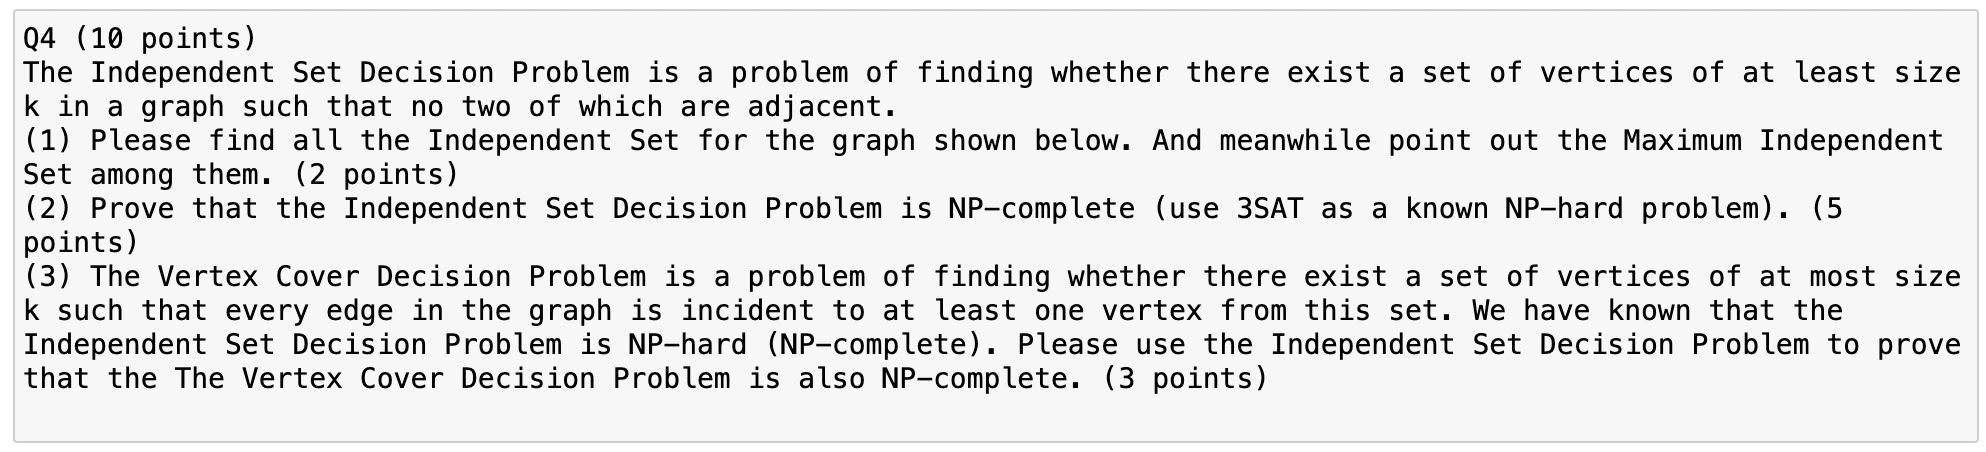 Q4 (10 points)
The Independent Set Decision Problem is a problem of finding whether there exist a set of vertices of at least size
k in a graph such that no two of which are adjacent.
(1) Please find all the Independent Set for the graph shown below. And meanwhile point out the Maximum Independent
Set among them. (2 points)
(2) Prove that the Independent Set Decision Problem is NP-complete (use 3SAT as a known NP-hard problem). (5
points)
(3) The Vertex Cover Decision Problem is a problem of finding whether there exist a set of vertices of at most size
k such that every edge in the graph is incident to at least one vertex from this set. We have known that the
Independent Set Decision Problem is NP-hard (NP-complete). Please use the Independent Set Decision Problem to prove
that the The Vertex Cover Decision Problem is also NP-complete. (3 points)